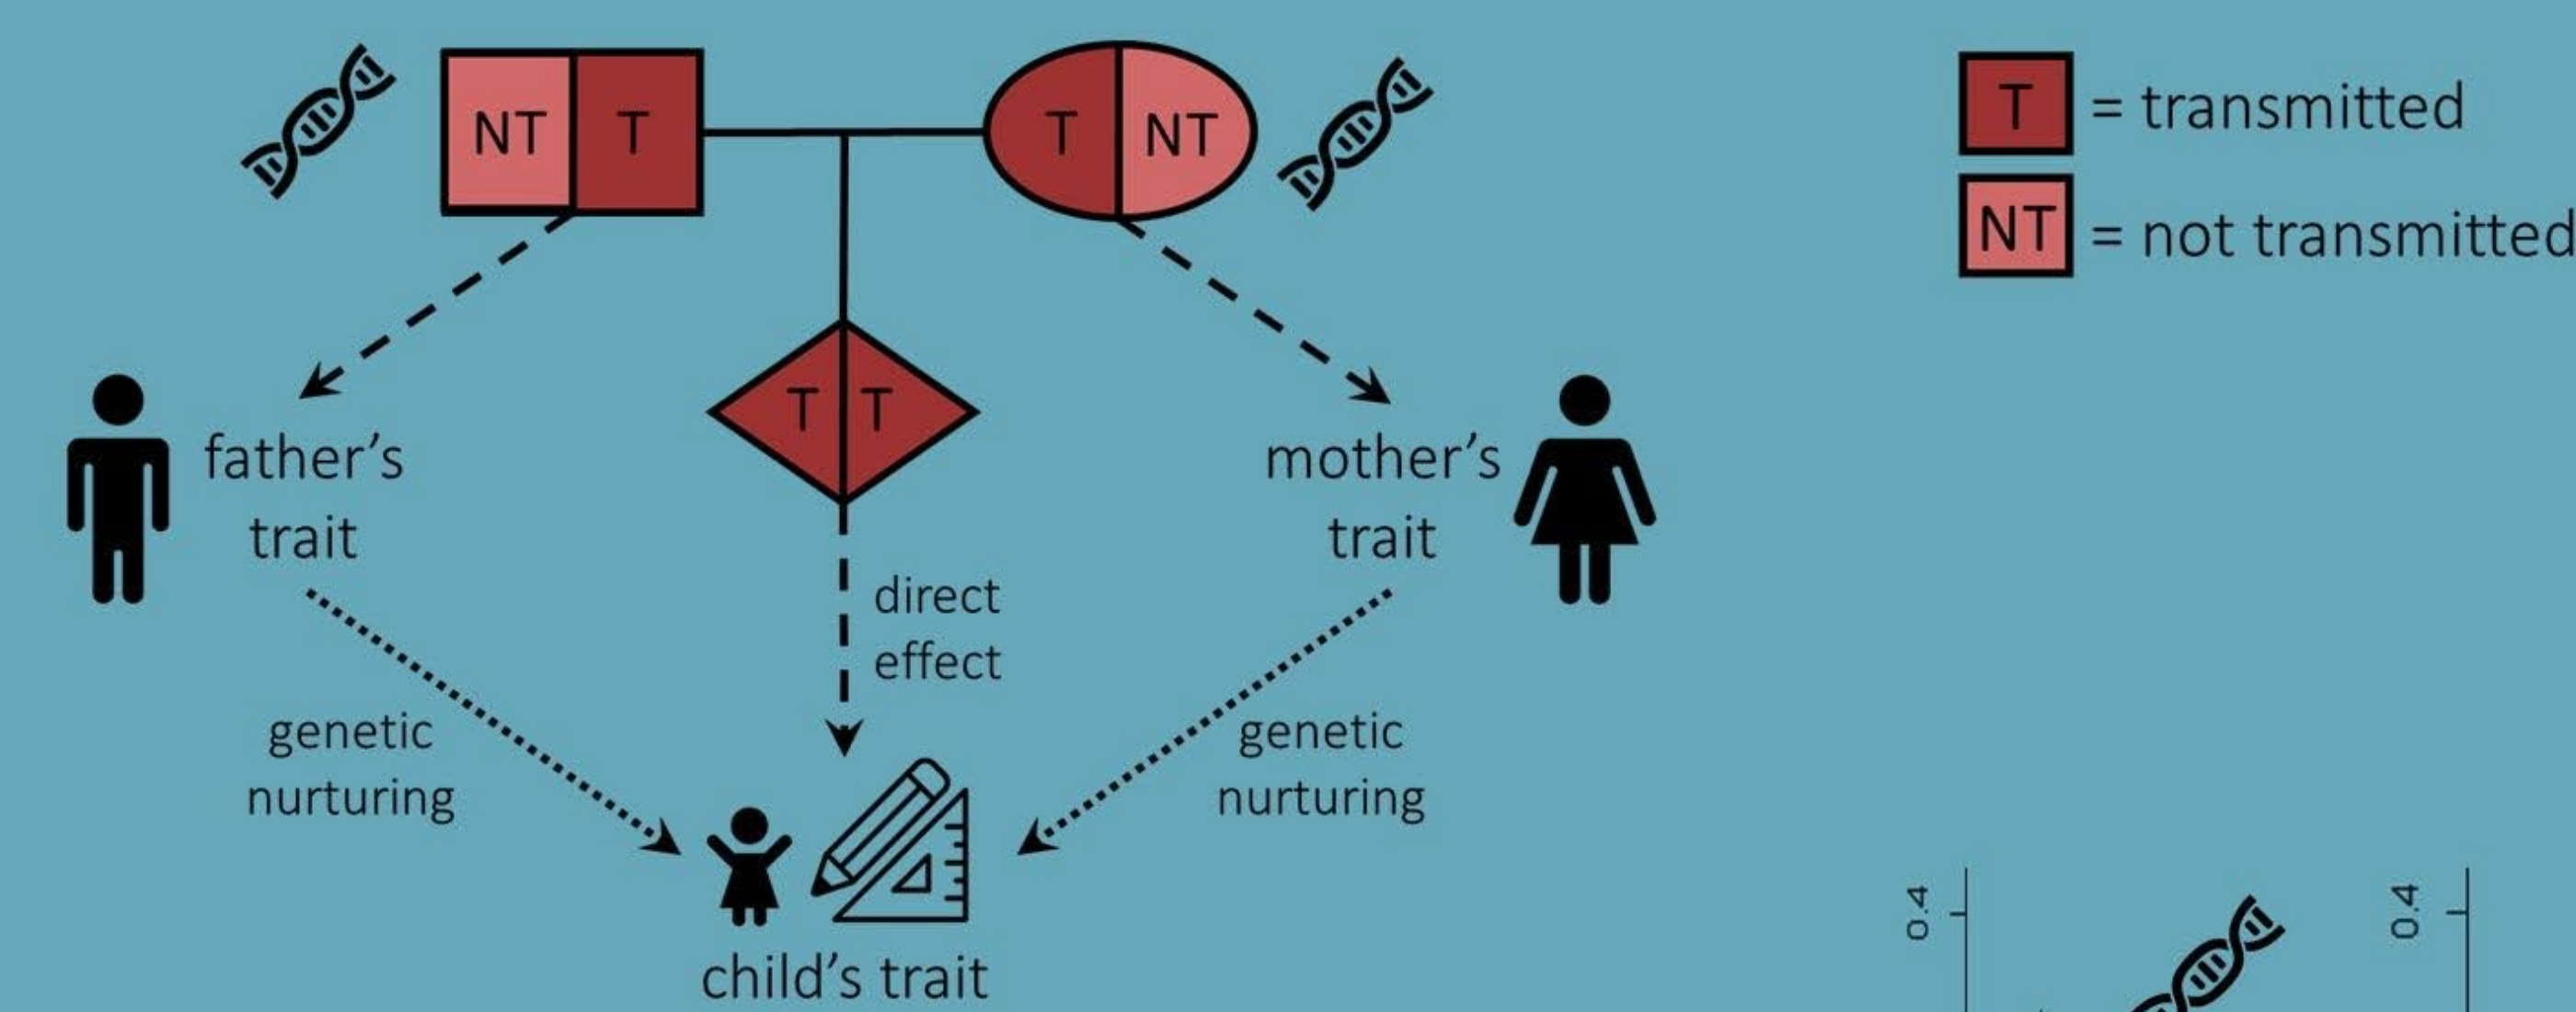 NT T
T NT
T = transmitted
NT = not transmitted
T T
father's
trait
mother's
trait
direct
effect
genetic
nurturing
genetic
nurturing
child's trait
0.4
0.4